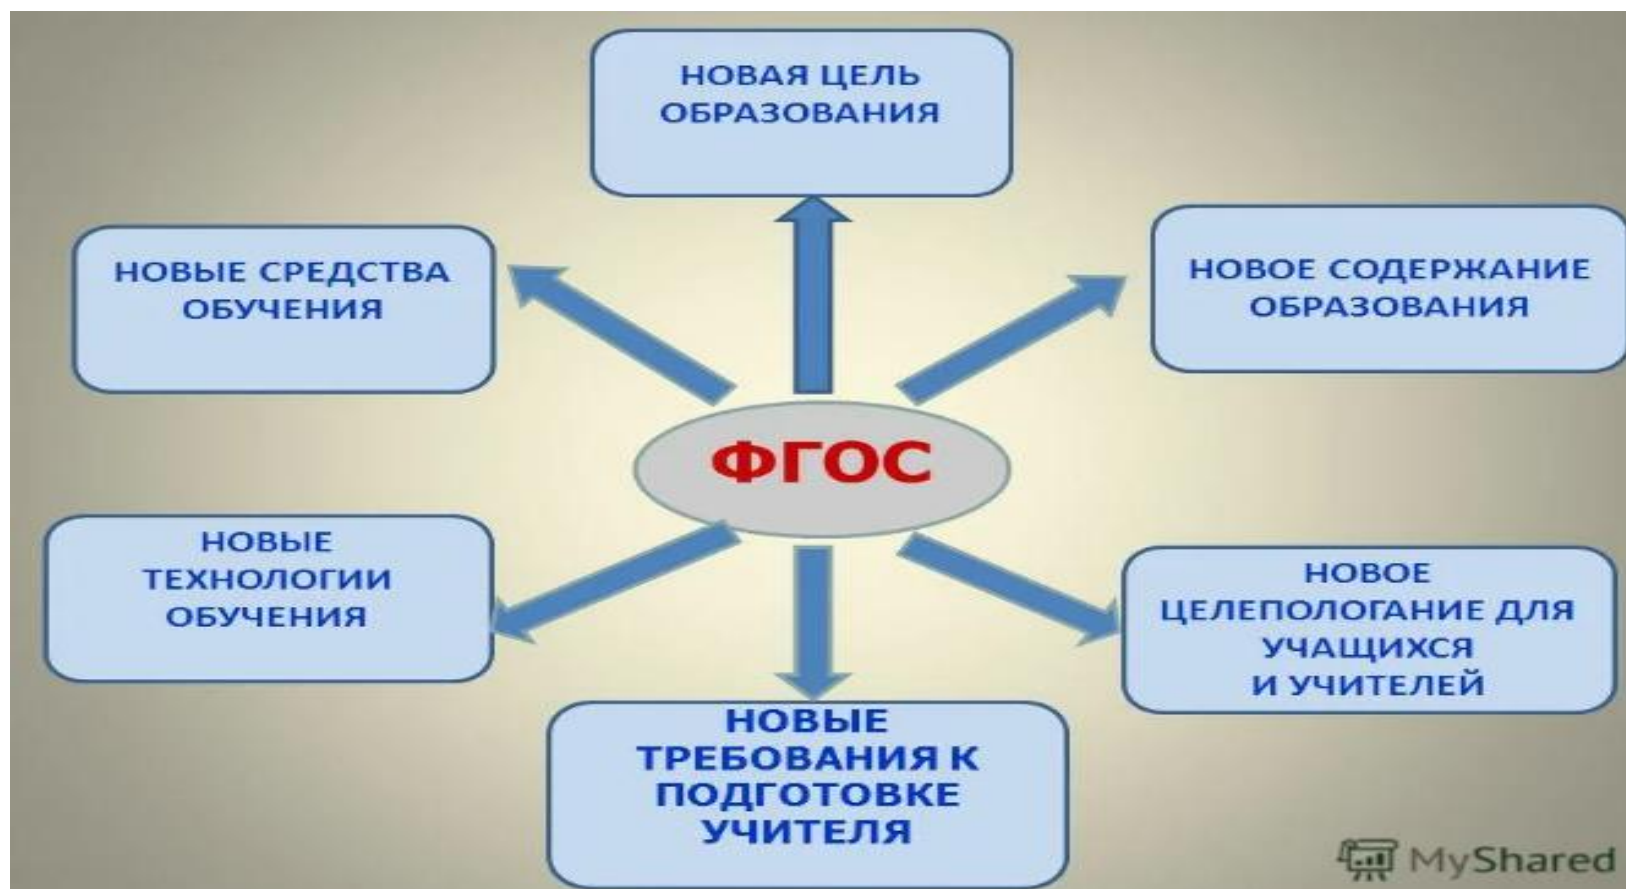 НОВАЯ ЦЕЛЬ
ОБРАЗОВАНИЯ
НОВЫЕ СРЕДСТВА
ОБУЧЕНИЯ
НОВОЕ СОДЕРЖАНИЕ
ОБРАЗОВАНИЯ
ФГОС
НОВЫЕ
ТЕХНОЛОГИИ
ОБУЧЕНИЯ
НОВОЕ
ЦЕЛЕПОЛОГАНИЕ ДЛЯ
УЧАЩИХСЯ
И УЧИТЕЛЕЙ
НОВЫЕ
ТРЕБОВАНИЯ К
ПОДГОТОВКЕ
УЧИТЕЛЯ
MyShared